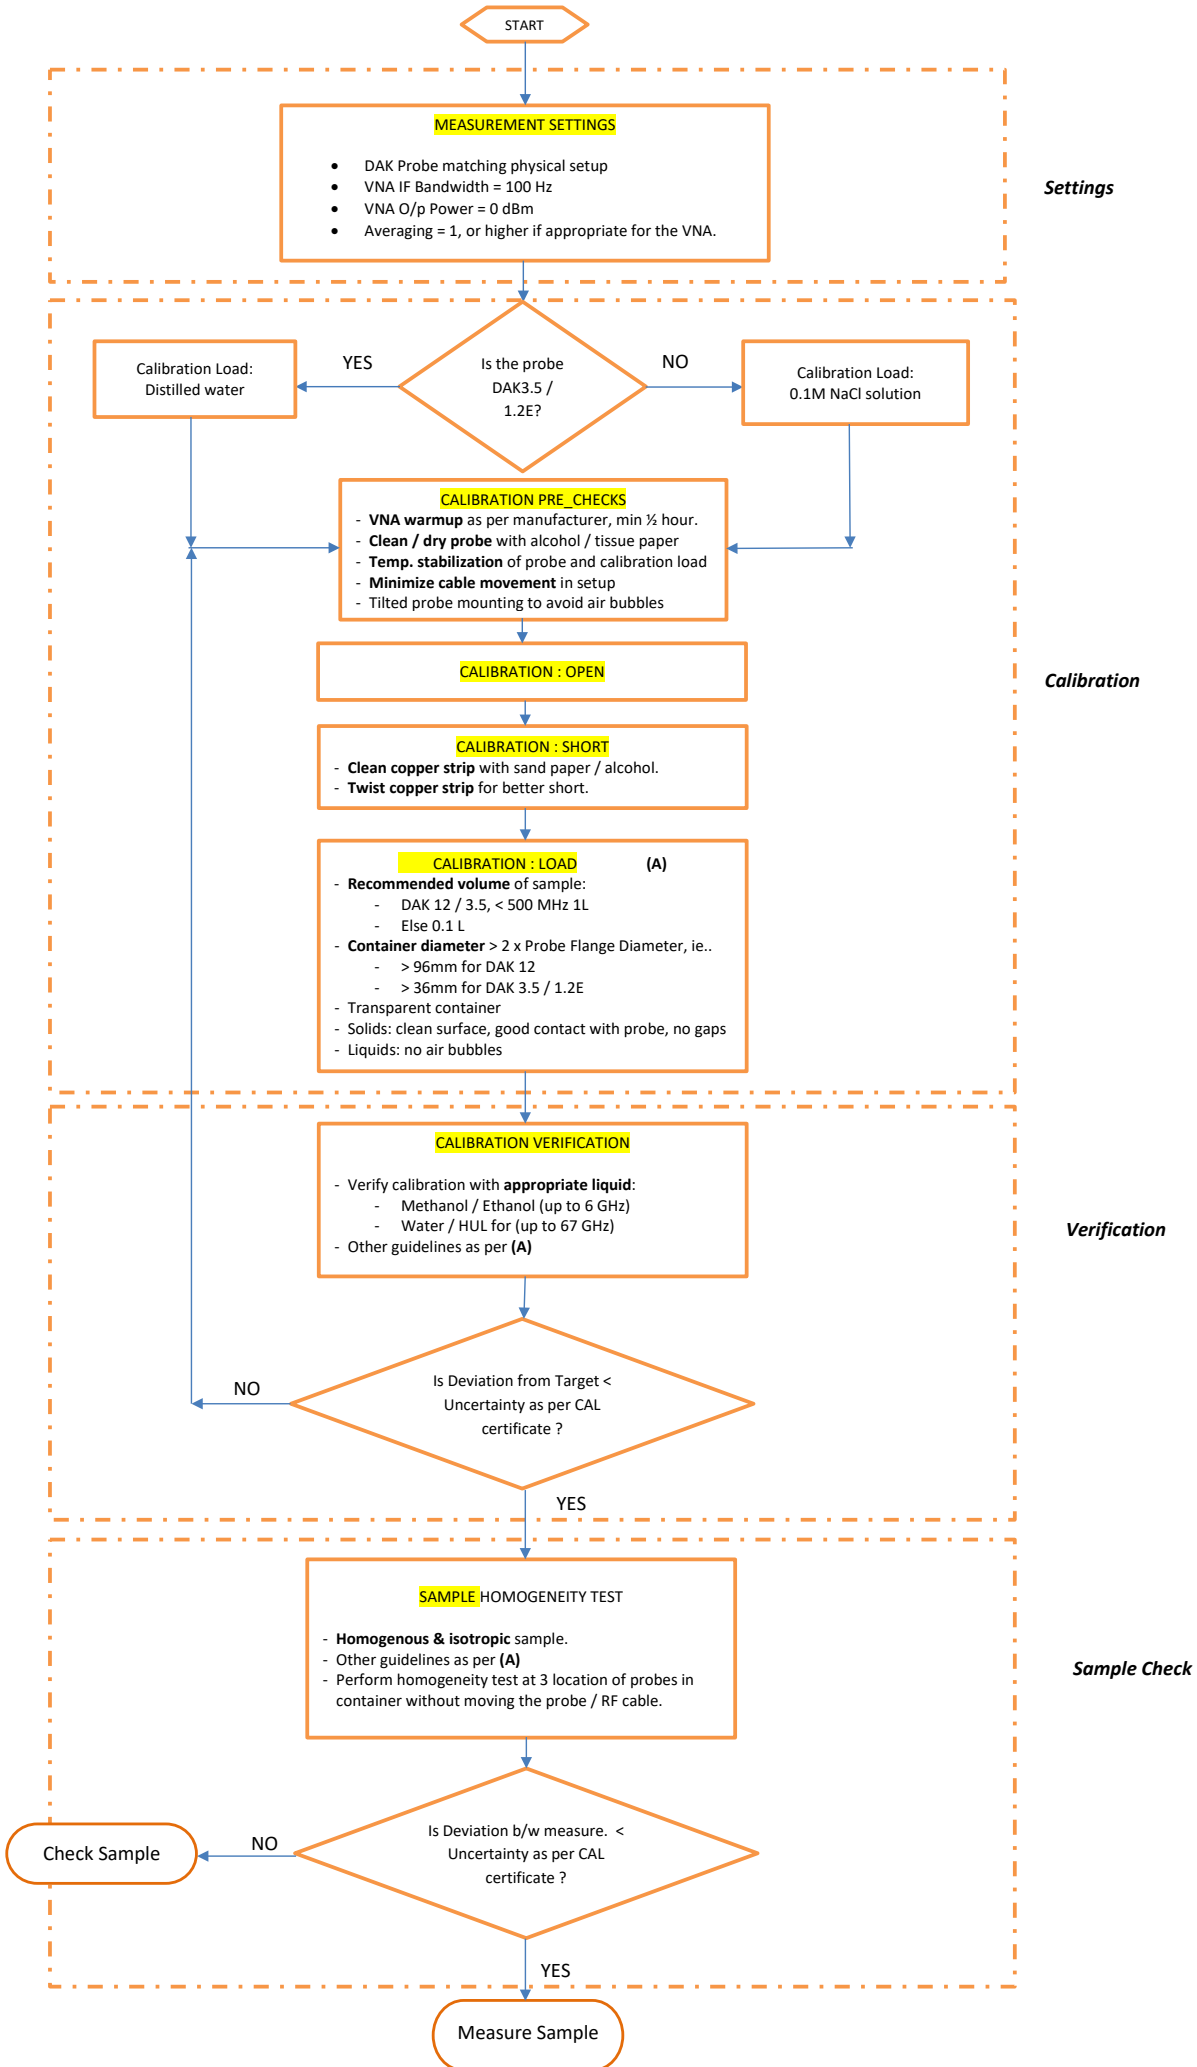 START
MEASUREMENT SETTINGS
• DAK Probe matching physical setup
• VNA IF Bandwidth = 100 Hz
• VNA O/p Power = 0 dBm
• Averaging = 1, or higher if appropriate for the VNA.
Settings
Is the probe
DAK3.5 /
1.2E?
YES
NO
Calibration Load:
Distilled water
Calibration Load:
0.1M NaCl solution
CALIBRATION PRE_CHECKS
- VNA warmup as per manufacturer, min ½ hour.
- Clean / dry probe with alcohol / tissue paper
- Temp. stabilization of probe and calibration load
- Minimize cable movement in setup
- Tilted probe mounting to avoid air bubbles
CALIBRATION : OPEN
Calibration
CALIBRATION : SHORT
- Clean copper strip with sand paper / alcohol.
- Twist copper strip for better short.
CALIBRATION : LOAD (A)
- Recommended volume of sample:
- DAK 12 / 3.5, < 500 MHz 1L
- Else 0.1 L
- Container diameter > 2 x Probe Flange Diameter, ie..
- > 96mm for DAK 12
- > 36mm for DAK 3.5 / 1.2E
- Transparent container
- Solids: clean surface, good contact with probe, no gaps
- Liquids: no air bubbles
CALIBRATION VERIFICATION
- Verify calibration with appropriate liquid:
- Methanol / Ethanol (up to 6 GHz)
- Water / HUL for (up to 67 GHz)
- Other guidelines as per (A)
Verification
Is Deviation from Target <
Uncertainty as per CAL
certificate ?
NO
YES
SAMPLE HOMOGENEITY TEST
- Homogenous & isotropic sample.
- Other guidelines as per (A)
- Perform homogeneity test at 3 location of probes in
container without moving the probe / RF cable.
Sample Check
Is Deviation b/w measure. <
Uncertainty as per CAL
certificate ?
NO
Check Sample
YES
Measure Sample